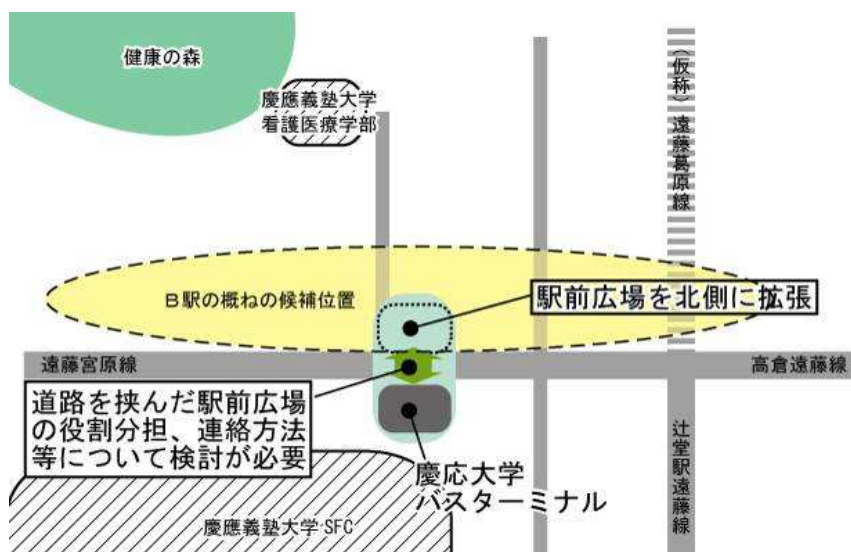 健康の森
慶應義塾大学
看護医療学部
(仮称)遠藤葛原線
B駅の概ねの候補位置
駅前広場を北側に拡張
遠藤宮原線
高倉遠藤線
道路を挟んだ駅前広場
の役割分担、連絡方法
等について検討が必要
慶応大学
バスターミナル
辻堂駅遠藤線
慶應義塾大学SFC